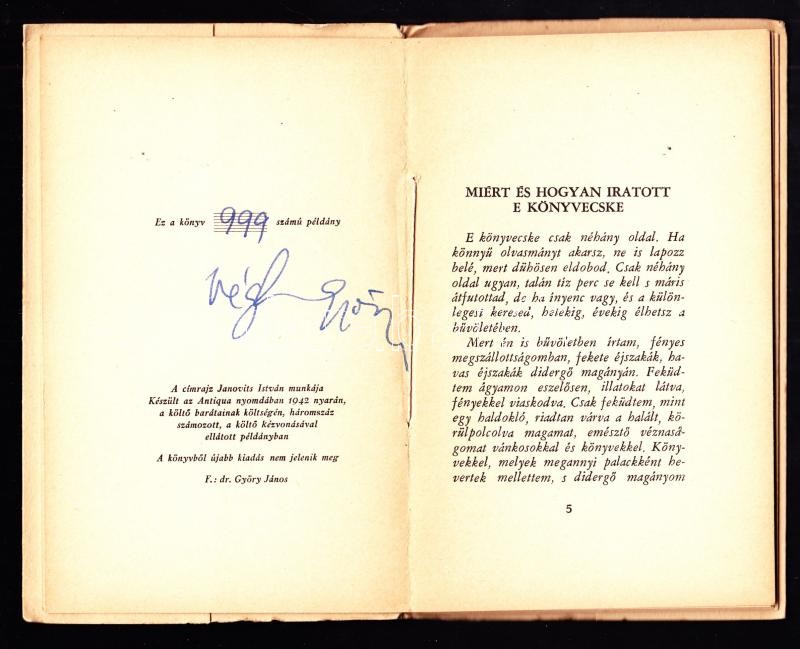 Ez a könyv 999 számú példány
Végh György
A címrajz Janovits István munkája
Készült az Antiqua nyomdában 1942 nyarán,
a költő barátainak költségén, háromszáz
számozott, a költő kézvonásával
ellátott példányban
A könyvből újabb kiadás nem jelenik meg
F.: dr. Győry János
MIÉRT ÉS HOGYAN IRATOTT
E KÖNYVECSKE
E könyvecske csak néhány oldal. Ha
könnyű olvasmányt akarsz, ne is lapozz
belé, mert dühösen eldobod. Csak néhány
oldal ugyan, talán tíz perc se kell s máris
átfutottad, de ha ínyenc vagy, és a külön-
legest keresed, hetekig, évekig élhetsz a
bűvöletében.
Mert én is bűvöletben írtam, fényes
megszállottságomban, fekete éjszakák, ha-
vas éjszakák didergő magányán. Feküd-
tem ágyamon eszelősen, illatokat látva,
fényekkel viaskodva. Csak feküdtem, mint
egy haldokló, riadtan várva a halált, kö-
rülpolcolva magamat, emésztő véznasá-
gomat vánkosokkal és könyvekkel. Köny-
vekkel, melyek megannyi palackként he-
vertek mellettem, s didergő magányom
5